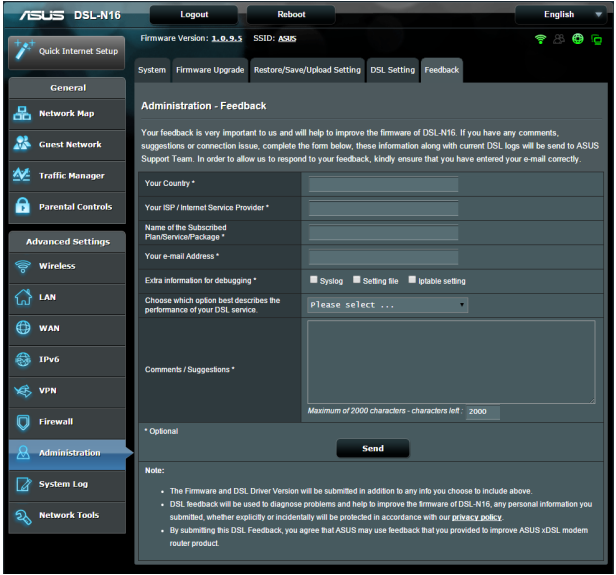 ASUS DSL-N16
Logout
Reboot
English
Quick Internet Setup
Firmware Version: 1.0.9.5 SSID: ASUS
System
Firmware Upgrade
Restore/Save/Upload Setting
DSL Setting
Feedback
General
Network Map
Guest Network
Traffic Manager
Parental Controls
Advanced Settings
Wireless
LAN
WAN
IPv6
VPN
Firewall
Administration
System Log
Network Tools
Administration - Feedback
Your feedback is very important to us and will help to improve the firmware of DSL-N16. If you have any comments,
suggestions or connection issue, complete the form below, these information along with current DSL logs will be send to ASUS
Support Team. In order to allow us to respond to your feedback, kindly ensure that you have entered your e-mail correctly.
Your Country *
Your ISP / Internet Service Provider *
Name of the Subscribed
Plan/Service/Package *
Your e-mail Address *
Extra information for debugging *
Syslog Setting file Iptable setting
Choose which option best describes the
performance of your DSL service.
Please select ...
Comments / Suggestions *
Maximum of 2000 characters - characters left : 2000
* Optional
Send
Note:
• The Firmware and DSL Driver Version will be submitted in addition to any info you choose to include above.
• DSL feedback will be used to diagnose problems and help to improve the firmware of DSL-N16, any personal information you
submitted, whether explicitly or incidentally will be protected in accordance with our privacy policy.
• By submitting this DSL Feedback, you agree that ASUS may use feedback that you provided to improve ASUS xDSL modem
router product.